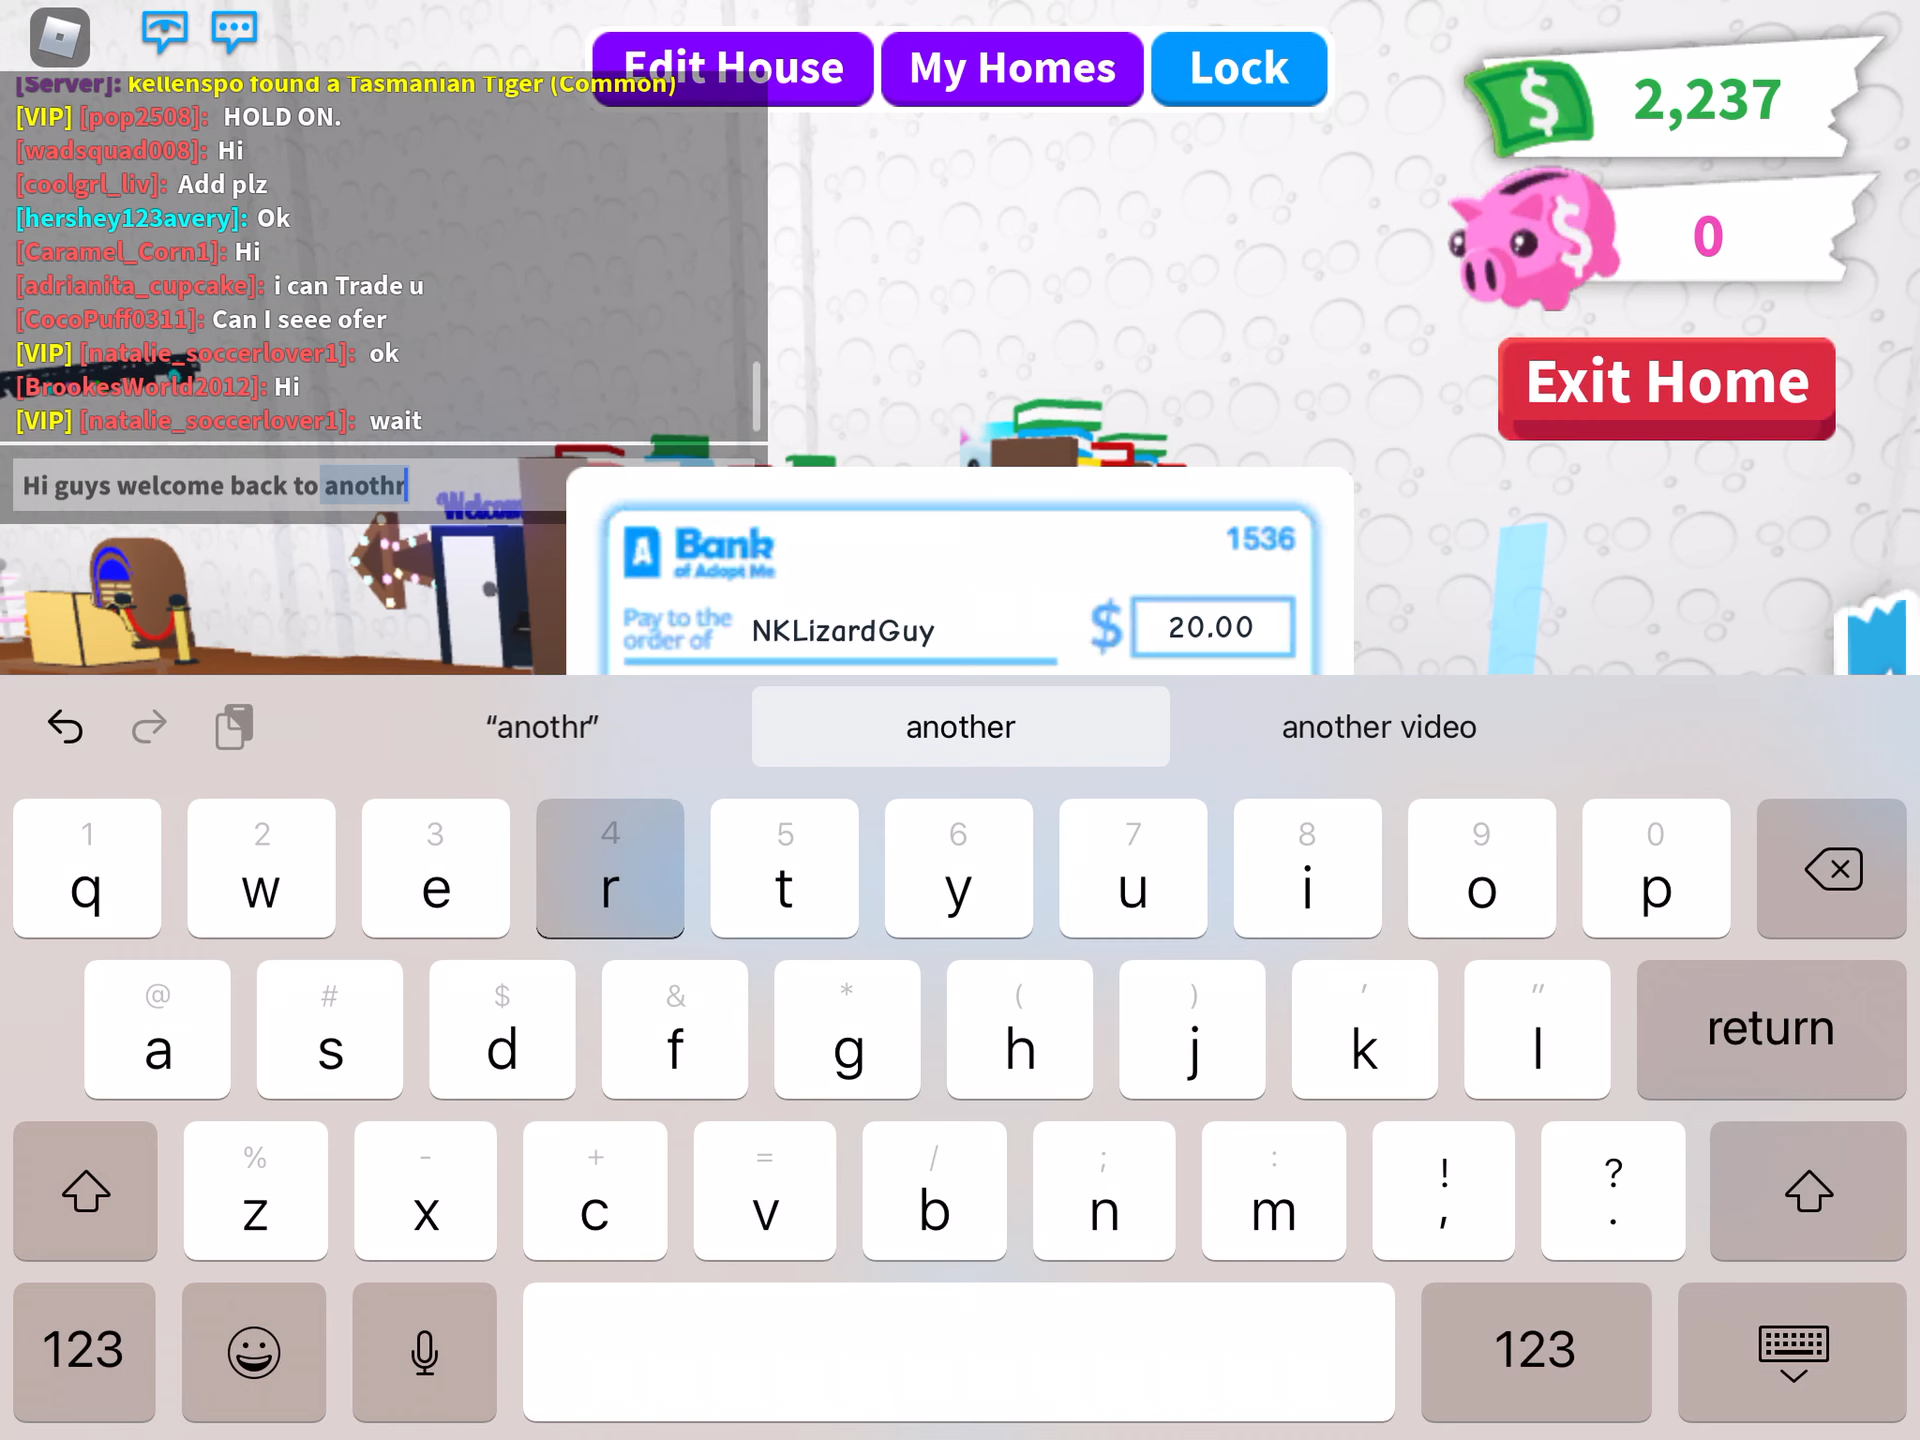 Edit House My Homes Lock
2,237
0
Exit Home
[Server]: kellenspo found a Tasmanian Tiger (Common)
[VIP] [pop2508]: HOLD ON.
[wadsquad008]: Hi
[coolgrl_liv]: Add plz
[hershey123avery]: Ok
[Caramel_Corn1]: Hi
[adrianita_cupcake]: i can Trade u
[CocoPuff0311]: Can I seee ofer
[VIP] [natalie_soccerlover1]: ok
[BrookesWorld2012]: Hi
[VIP] [natalie_soccerlover1]: wait
Hi guys welcome back to anothr
A Bank
of Adopt Me
1536
Pay to the
order of NKLizardGuy $ 20.00
“anothr” another another video
1 2 3 4 5 6 7 8 9 0
q w e r t y u i o p
@ # $ & * ( ) ' "
a s d f g h j k l return
% - + = / ; : ! ?
z x c v b n m , .
123 123